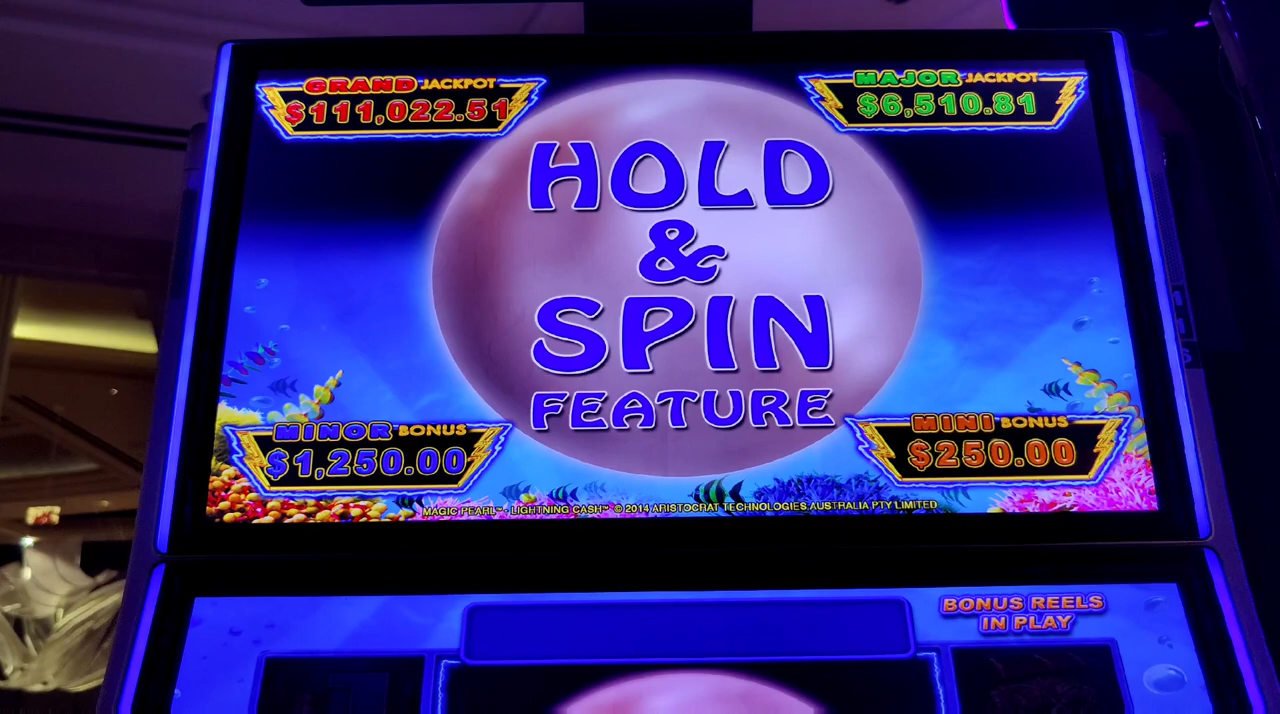 GRAND JACKPOT
$111,022.51
MAJOR JACKPOT
$6,510.81
HOLD
&
SPIN
FEATURE
MINOR BONUS
$1,250.00
MINI BONUS
$250.00
MAGIC PEARL™ - LIGHTNING CASH™ © 2014 ARISTOCRAT TECHNOLOGIES AUSTRALIA PTY LIMITED
BONUS REELS
IN PLAY